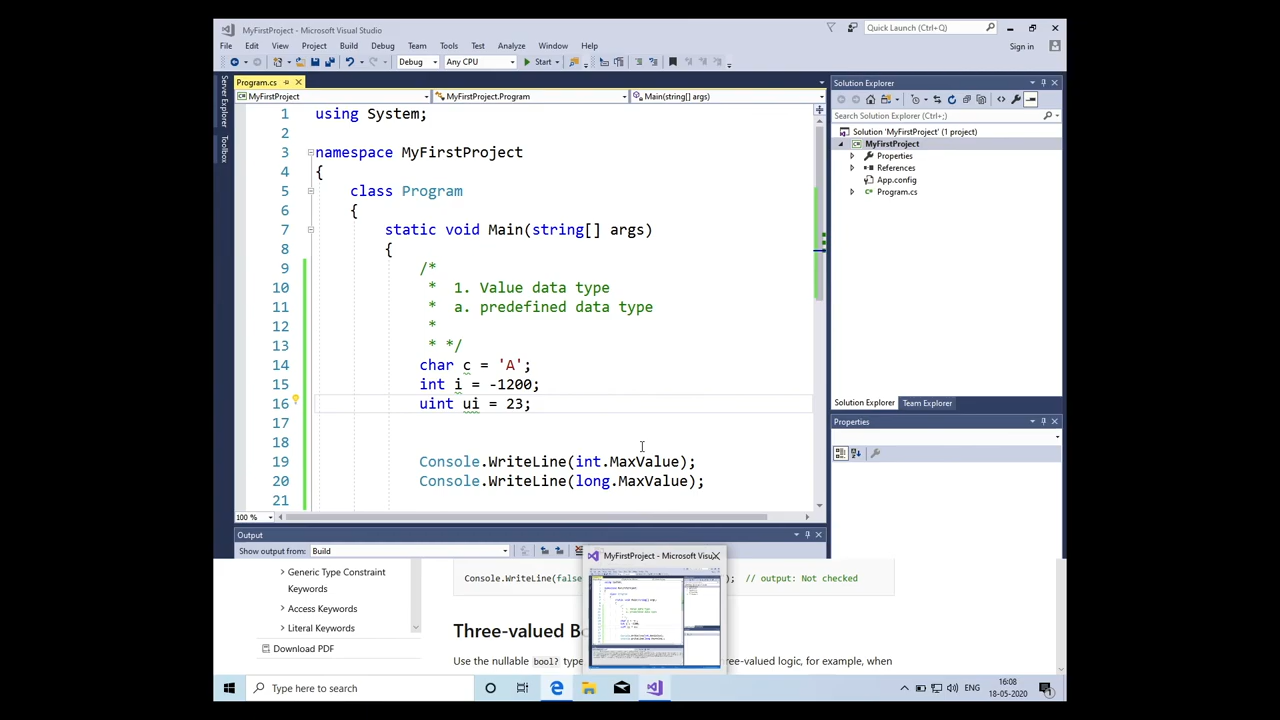 MyFirstProject - Microsoft Visual Studio
Quick Launch (Ctrl+Q)
File Edit View Project Build Debug Team Tools Test Analyze Window Help
Sign in
Debug Any CPU Start
Server Explorer
Toolbox
Program.cs
MyFirstProject MyFirstProject.Program Main(string[] args)
1 using System;
2
3 namespace MyFirstProject
4 {
5 class Program
6 {
7 static void Main(string[] args)
8 {
9 /*
10 * 1. Value data type
11 * a. predefined data type
12 *
13 * */
14 char c = 'A';
15 int i = -1200;
16 uint ui = 23;
17
18
19 Console.WriteLine(int.MaxValue);
20 Console.WriteLine(long.MaxValue);
21
100 %
Solution Explorer
Search Solution Explorer (Ctrl+;)
Solution 'MyFirstProject' (1 project)
MyFirstProject
Properties
References
App.config
Program.cs
Solution Explorer Team Explorer
Properties
Output
Show output from: Build
MyFirstProject - Microsoft Visu
Generic Type Constraint
Keywords
Access Keywords
Literal Keywords
Download PDF
Console.WriteLine(false ); // output: Not checked
Three-valued Bo
Use the nullable bool? type ree-valued logic, for example, when
Type here to search
ENG
16:08
18-05-2020